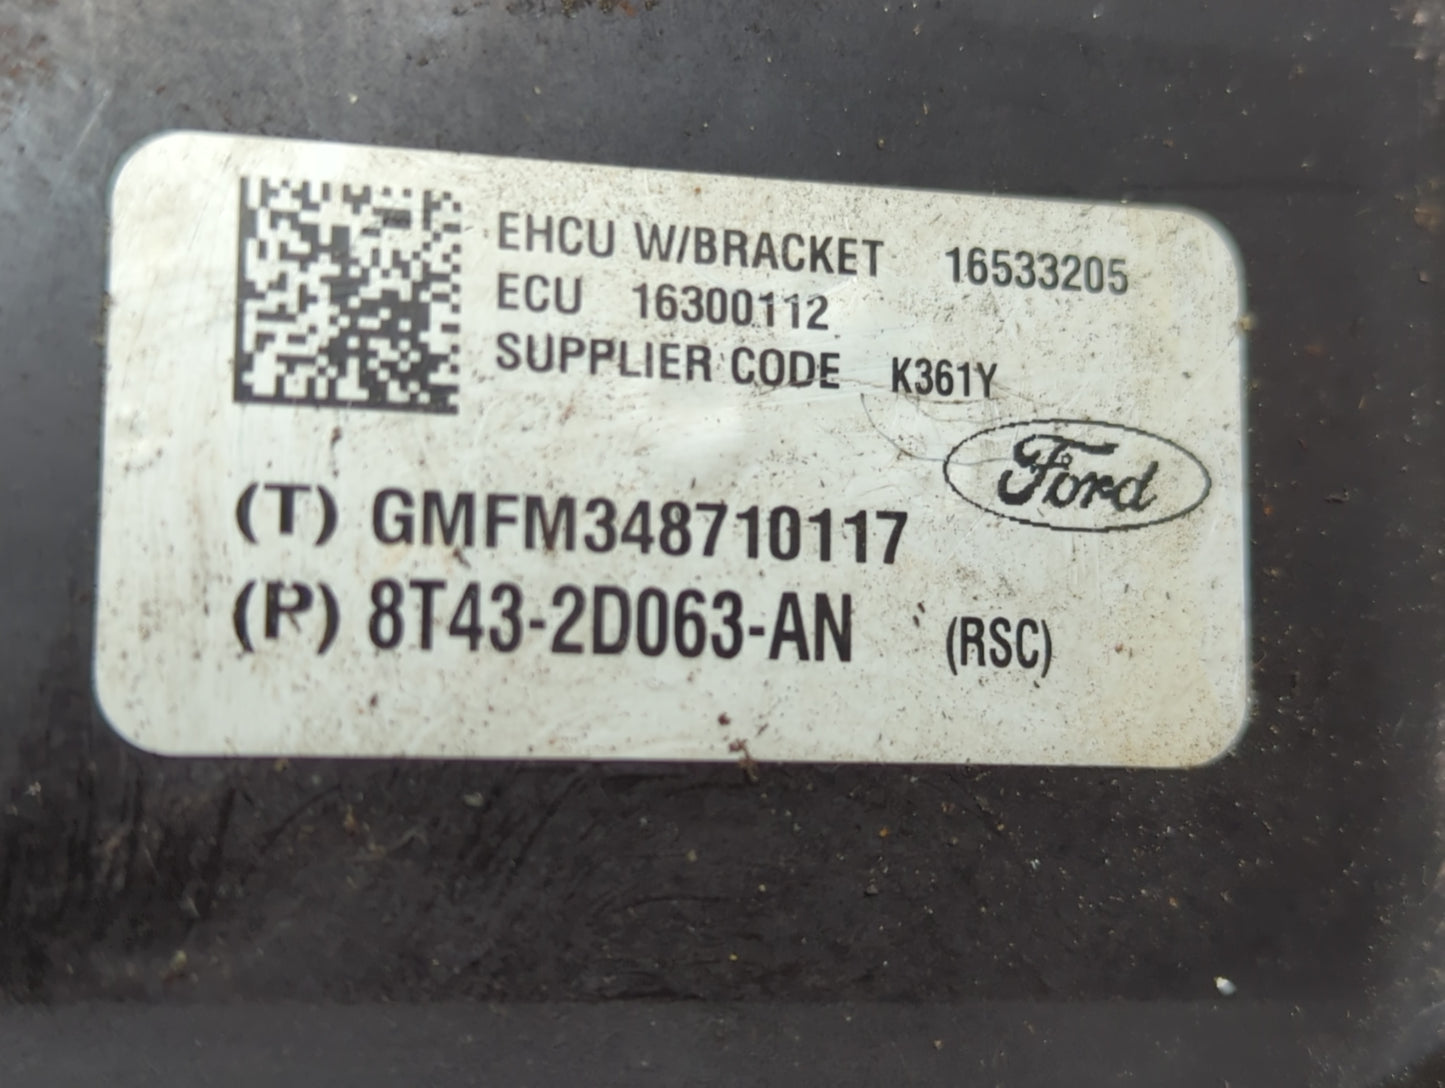 EHCU W/BRACKET 16533205
ECU 16300112
SUPPLIER CODE K361Y
Ford
(T) GMFM348710117
(P) 8T43-2D063-AN (RSC)